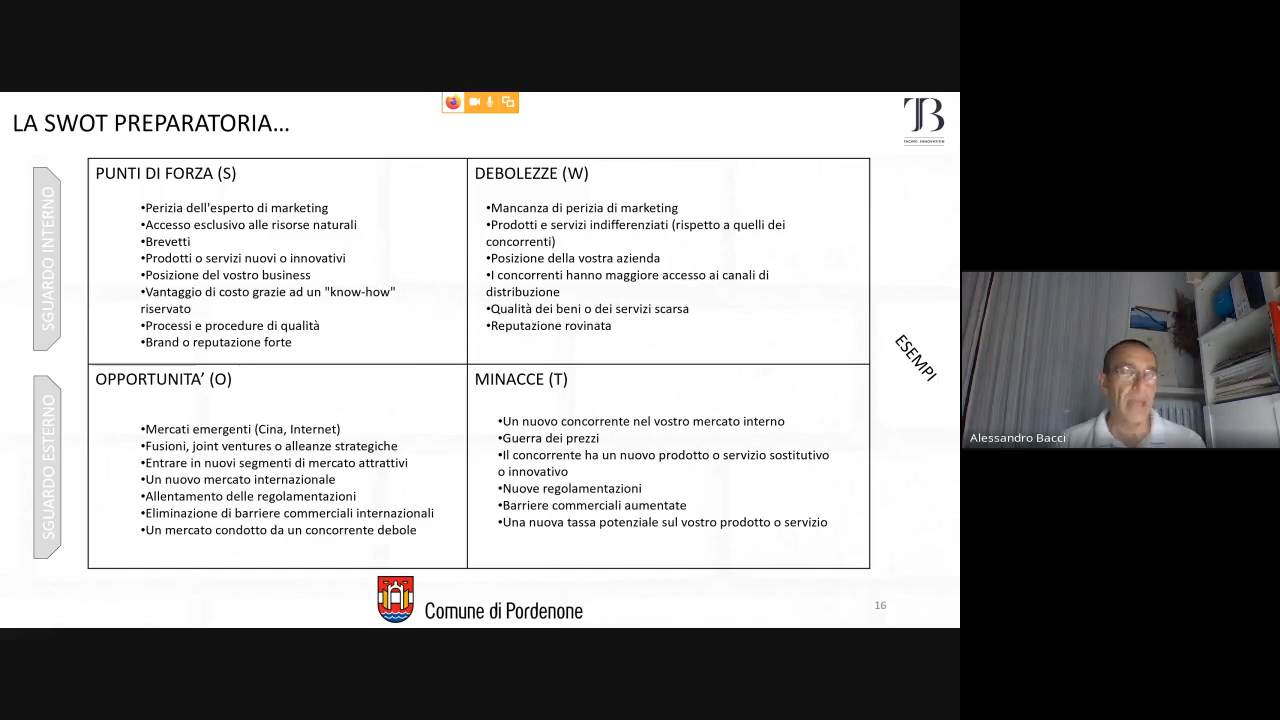 LA SWOT PREPARATORIA...
TB
FACING INNOVATION
SGUARDO INTERNO
PUNTI DI FORZA (S)
•Perizia dell'esperto di marketing
•Accesso esclusivo alle risorse naturali
•Brevetti
•Prodotti o servizi nuovi o innovativi
•Posizione del vostro business
•Vantaggio di costo grazie ad un "know-how"
riservato
•Processi e procedure di qualità
•Brand o reputazione forte
DEBOLEZZE (W)
•Mancanza di perizia di marketing
•Prodotti e servizi indifferenziati (rispetto a quelli dei
concorrenti)
•Posizione della vostra azienda
•I concorrenti hanno maggiore accesso ai canali di
distribuzione
•Qualità dei beni o dei servizi scarsa
•Reputazione rovinata
ESEMPI
SGUARDO ESTERNO
OPPORTUNITA’ (O)
•Mercati emergenti (Cina, Internet)
•Fusioni, joint ventures o alleanze strategiche
•Entrare in nuovi segmenti di mercato attrattivi
•Un nuovo mercato internazionale
•Allentamento delle regolamentazioni
•Eliminazione di barriere commerciali internazionali
•Un mercato condotto da un concorrente debole
MINACCE (T)
•Un nuovo concorrente nel vostro mercato interno
•Guerra dei prezzi
•Il concorrente ha un nuovo prodotto o servizio sostitutivo
o innovativo
•Nuove regolamentazioni
•Barriere commerciali aumentate
•Una nuova tassa potenziale sul vostro prodotto o servizio
Comune di Pordenone
16
Alessandro Bacci